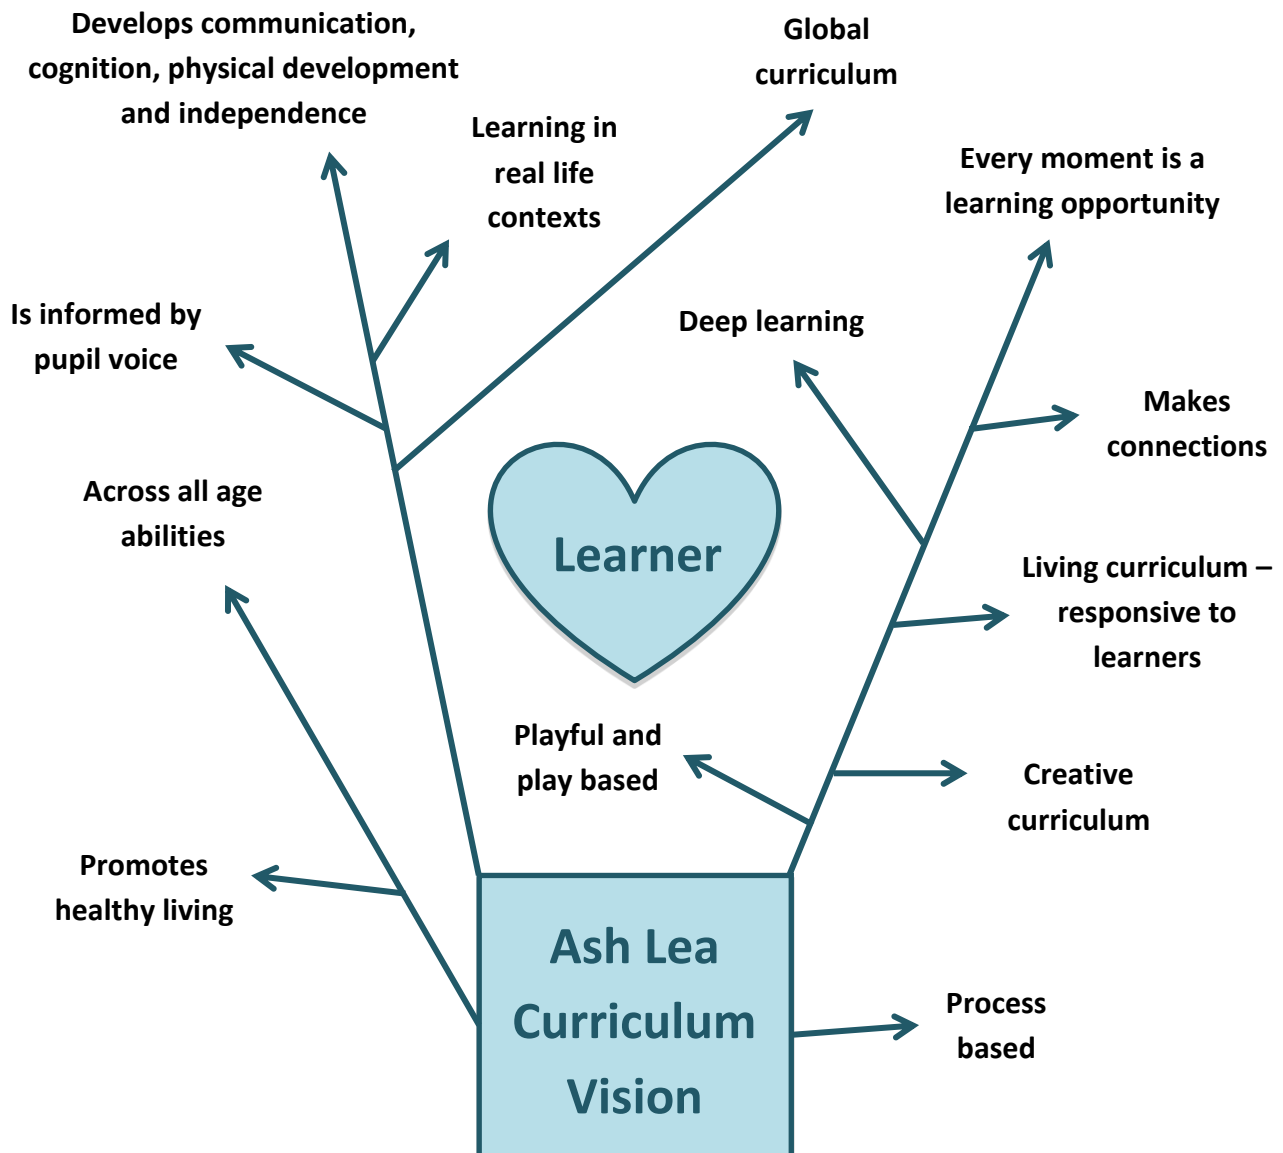 Develops communication,
cognition, physical development
and independence
Global
curriculum
Learning in
real life
contexts
Every moment is a
learning opportunity
Is informed by
pupil voice
Deep learning
Makes
connections
Across all age
abilities
Learner
Living curriculum –
responsive to
learners
Playful and
play based
Creative
curriculum
Promotes
healthy living
Ash Lea
Curriculum
Vision
Process
based